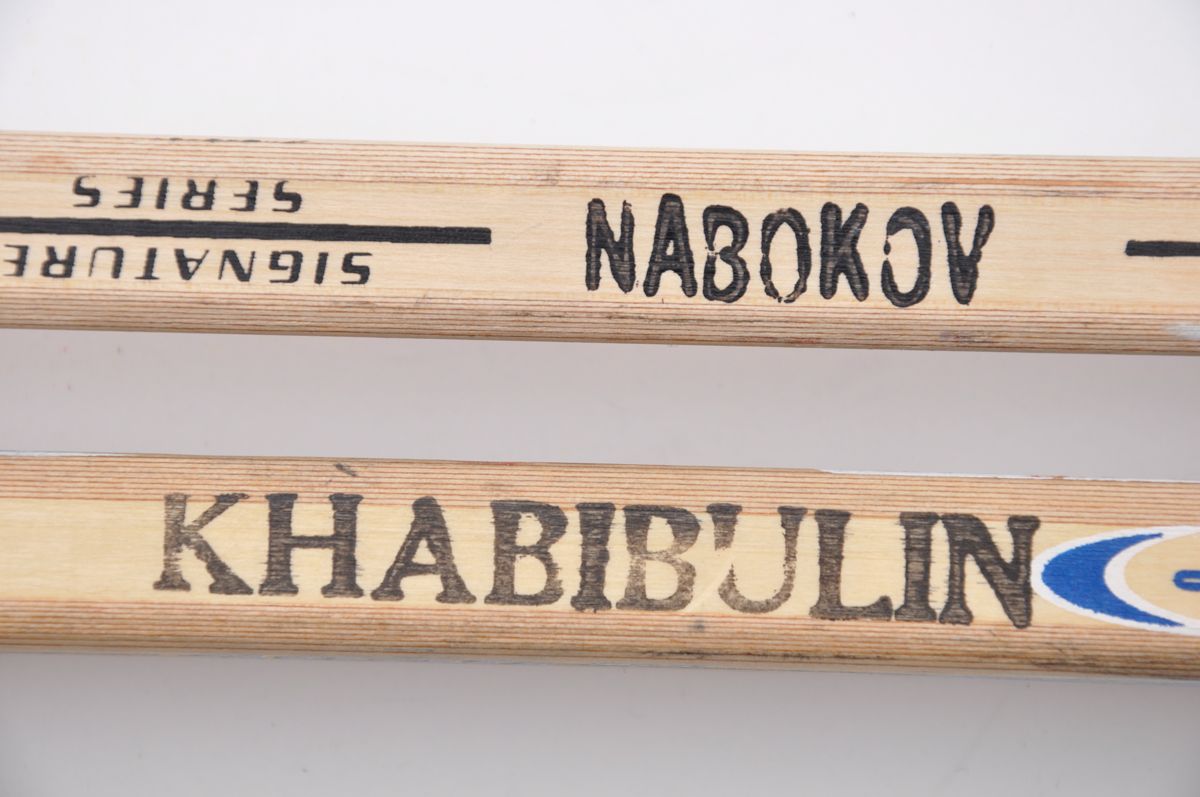 SIGNATURE
SERIES
NABOKOV
KHABIBULIN